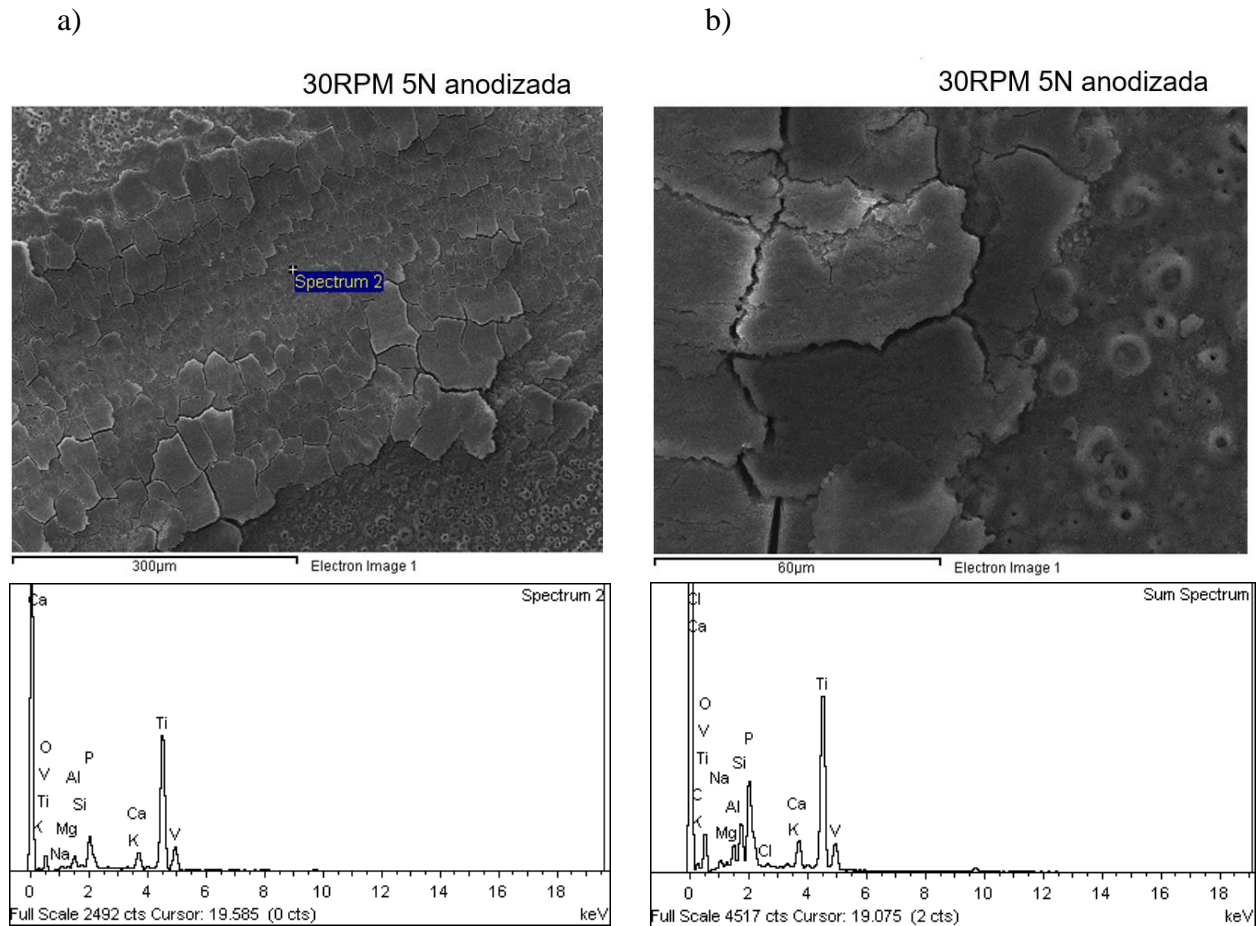 a)
b)
30RPM 5N anodizada
30RPM 5N anodizada
Spectrum 2
300µm
Electron Image 1
60µm
Electron Image 1
Spectrum 2
Ca
O
V
Ti
K
Na
Mg
Al
Si
P
Ca
K
Ti
V
0 2 4 6 8 10 12 14 16 18
Full Scale 2492 cts Cursor: 19.585 (0 cts)
keV
Sum Spectrum
Cl
Ca
O
V
Ti
C
K
Na
Mg
Al
Si
P
Cl
Ca
K
Ti
V
0 2 4 6 8 10 12 14 16 18
Full Scale 4517 cts Cursor: 19.075 (2 cts)
keV